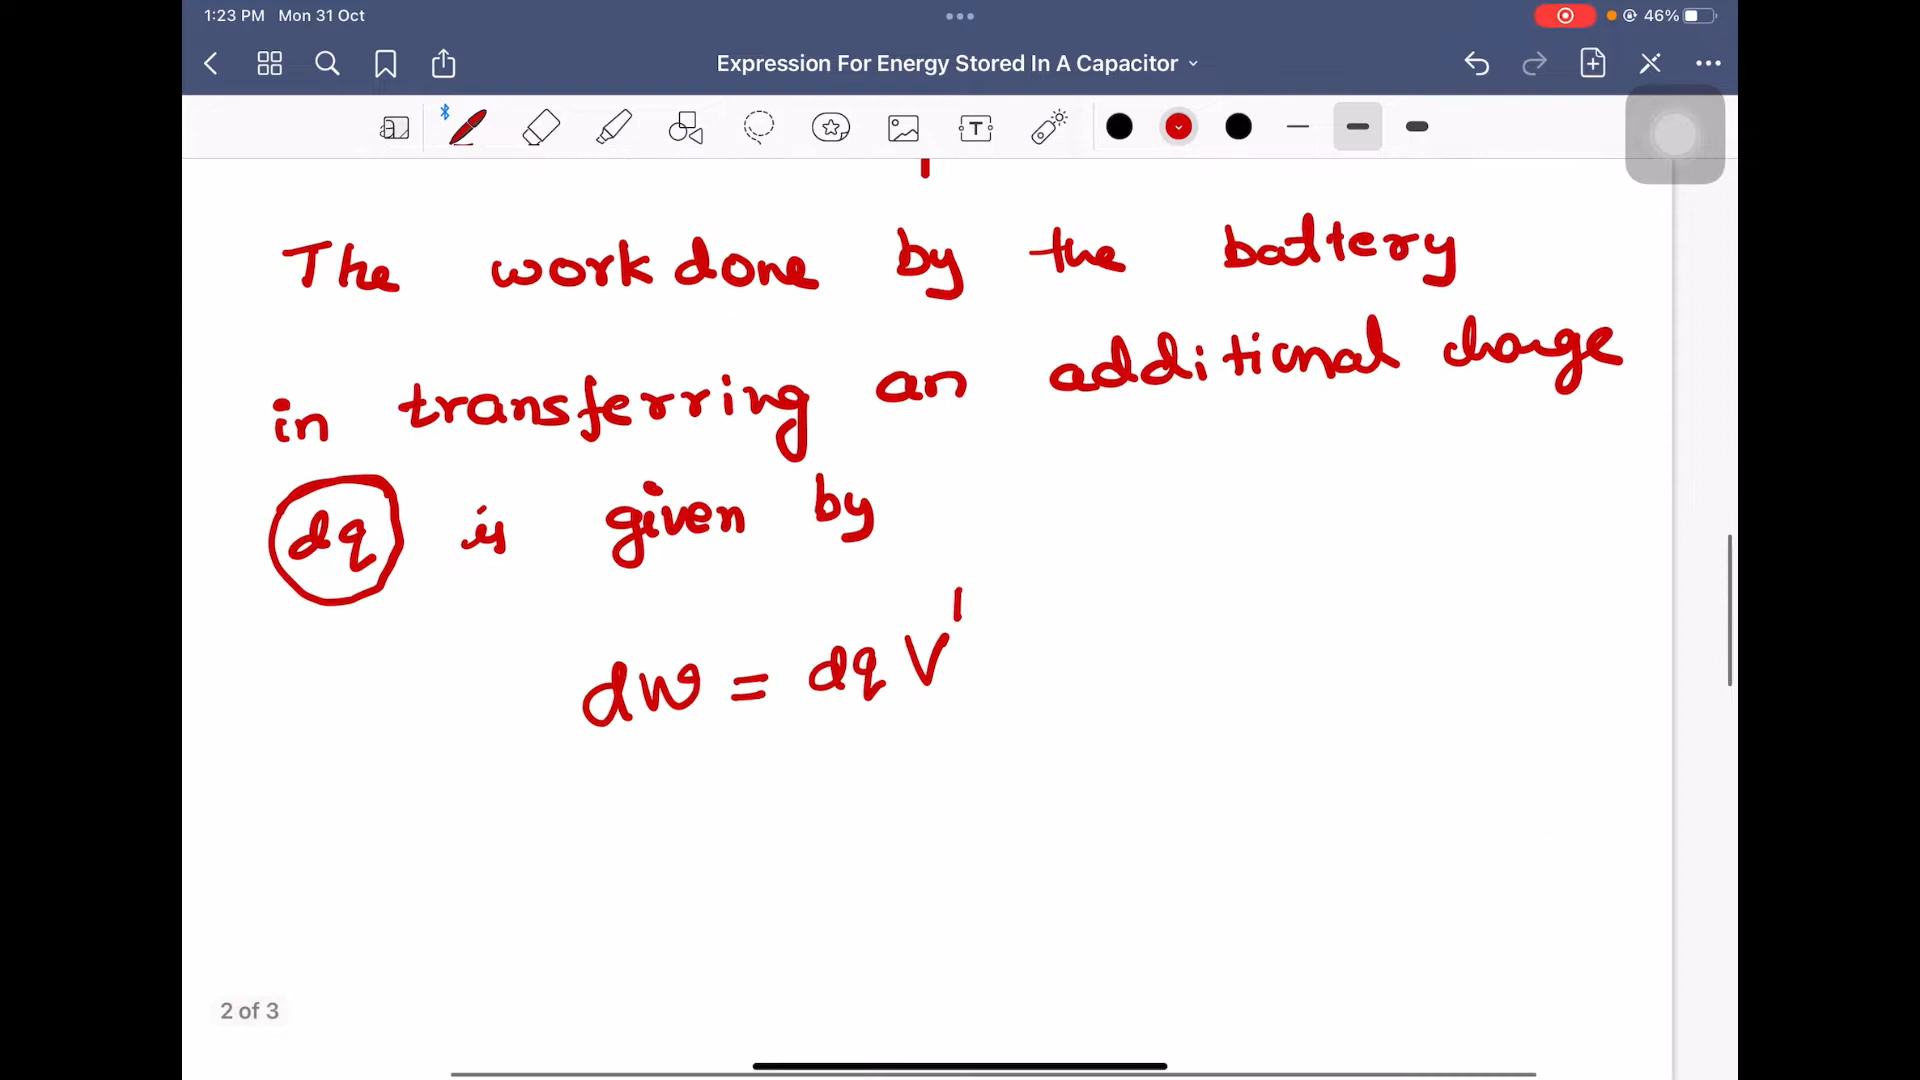 1:23 PM Mon 31 Oct
46%
Expression For Energy Stored In A Capacitor
The work done by the battery
in transferring an additional charge
dq is given by
dw = dq V'
2 of 3